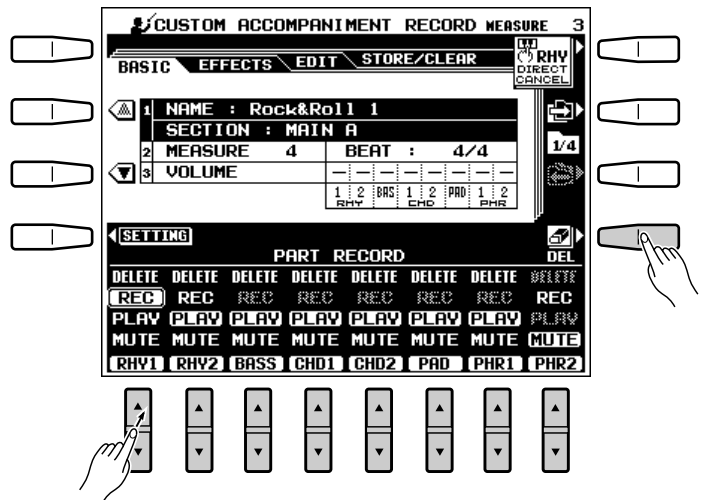 CUSTOM ACCOMPANIMENT RECORD MEASURE 3
BASIC EFFECTS EDIT STORE/CLEAR
RHY
DIRECT
CANCEL
1 NAME : Rock&Roll 1
SECTION : MAIN A
2 MEASURE 4 BEAT : 4/4
1/4
3 VOLUME – – – – – – – –
1 2 BAS 1 2 PAD 1 2
RHY CHD PHR
SETTING
PART RECORD DEL
DELETE DELETE DELETE DELETE DELETE DELETE DELETE DELETE
REC REC REC REC REC REC REC REC
PLAY PLAY PLAY PLAY PLAY PLAY PLAY PLAY
MUTE MUTE MUTE MUTE MUTE MUTE MUTE MUTE
RHY1 RHY2 BASS CHD1 CHD2 PAD PHR1 PHR2